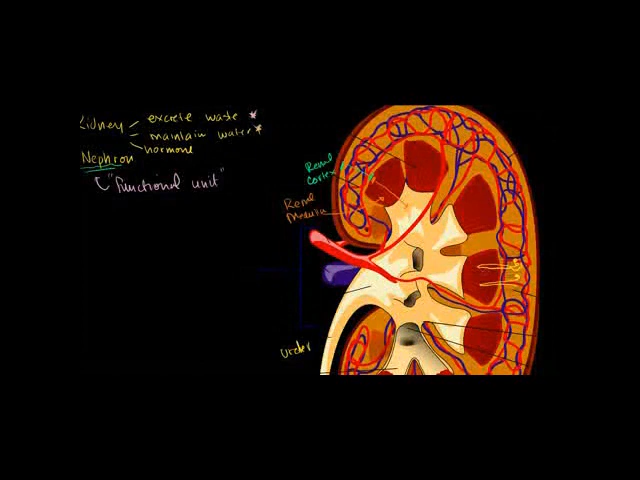 Kidney
excrete waste *
maintain water *
hormone
Nephron
"functional unit"
Renal
Cortex
Renal
Medulla
Ureter